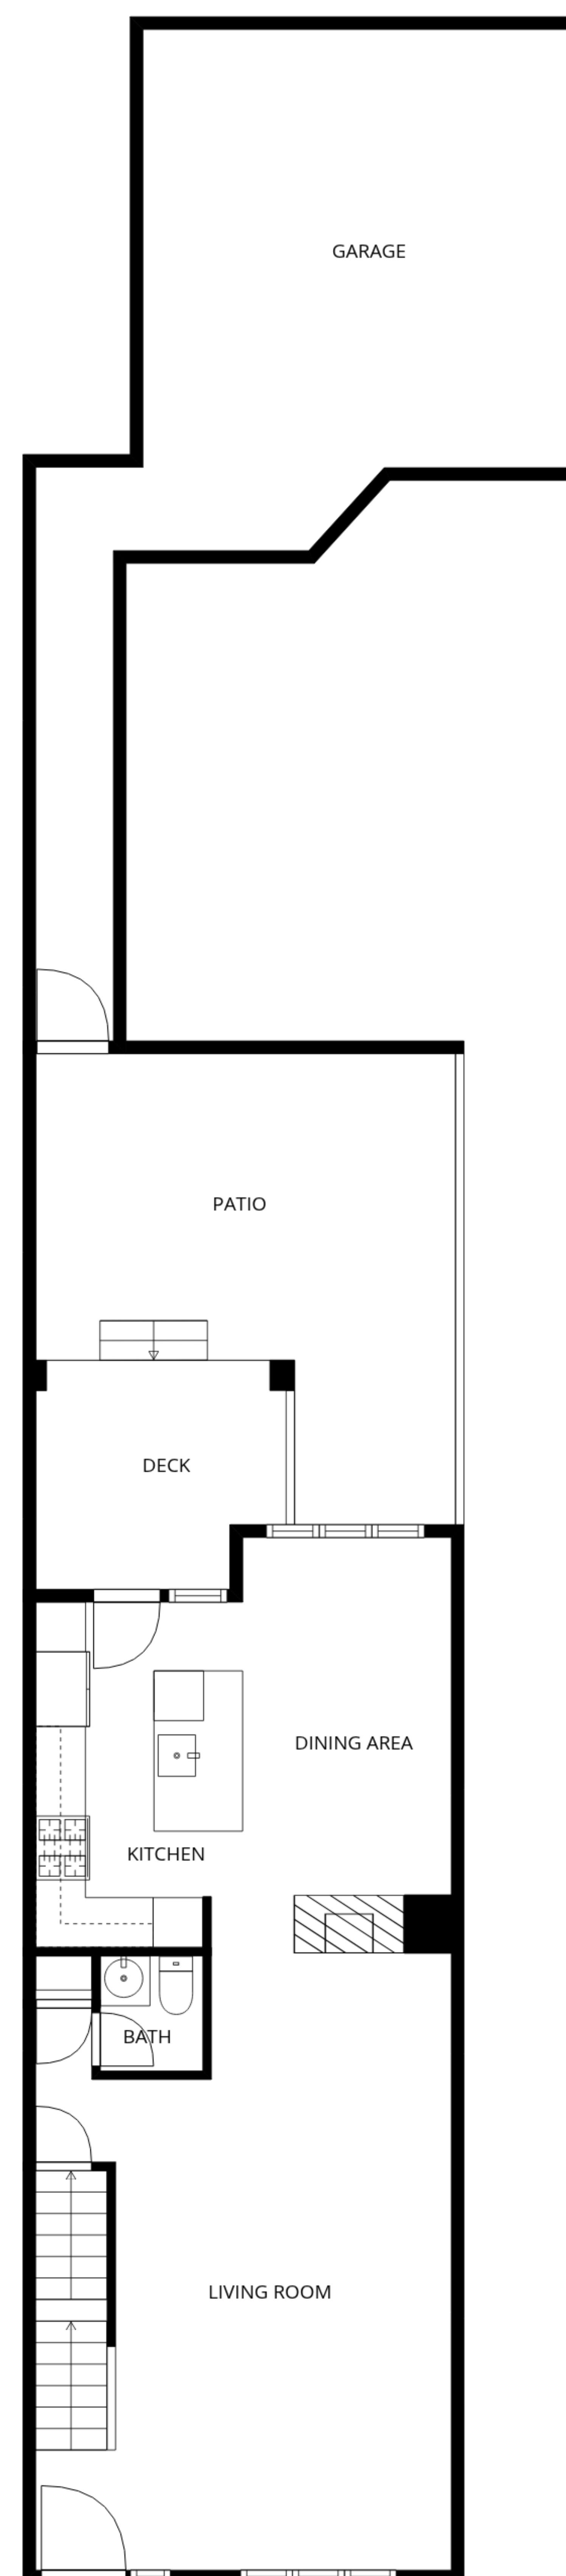 GARAGE
PATIO
DECK
DINING AREA
KITCHEN
BATH
LIVING ROOM